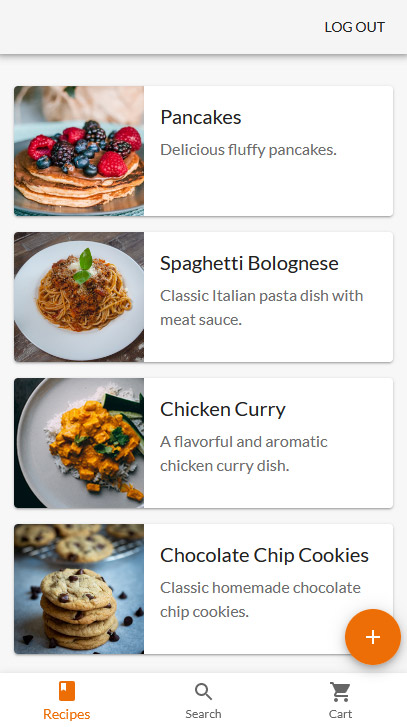 LOG OUT
Pancakes
Delicious fluffy pancakes.
Spaghetti Bolognese
Classic Italian pasta dish with
meat sauce.
Chicken Curry
A flavorful and aromatic
chicken curry dish.
Chocolate Chip Cookies
Classic homemade chocolate
chip cookies.
Recipes
Search
Cart